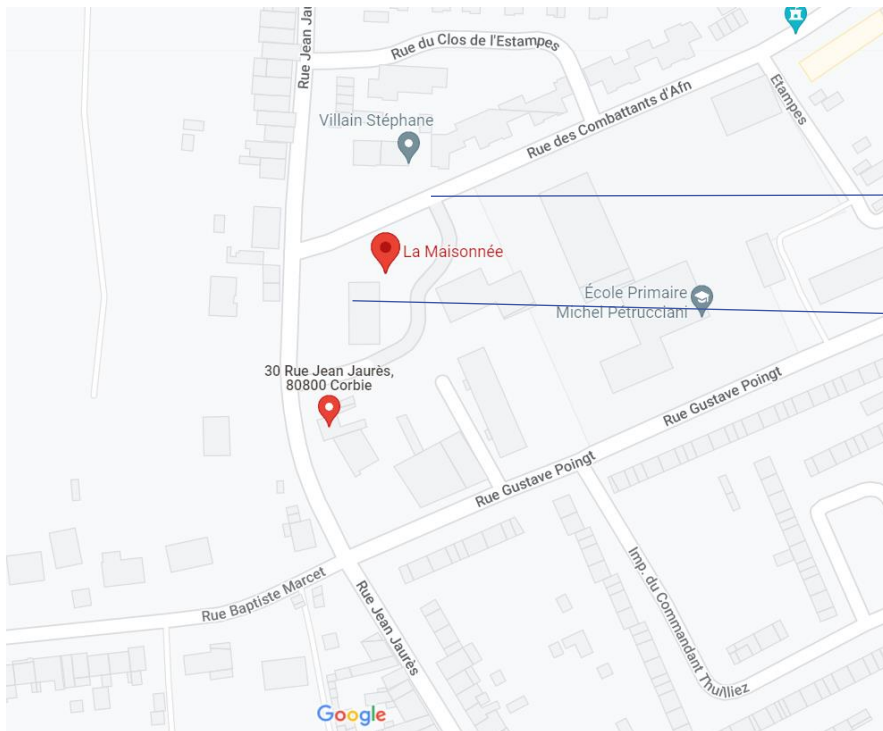 Rue Jean Jau
Rue du Clos de l'Estampes
Villain Stéphane
Rue des Combattants d'Afn
Etampes
La Maisonnée
École Primaire
Michel Pétrucciani
30 Rue Jean Jaurès,
80800 Corbie
Rue Gustave Poingt
Rue Gustave Poingt
Rue Baptiste Marcet
Rue Jean Jaurès
Imp. du Commandant Thuilliez
Google